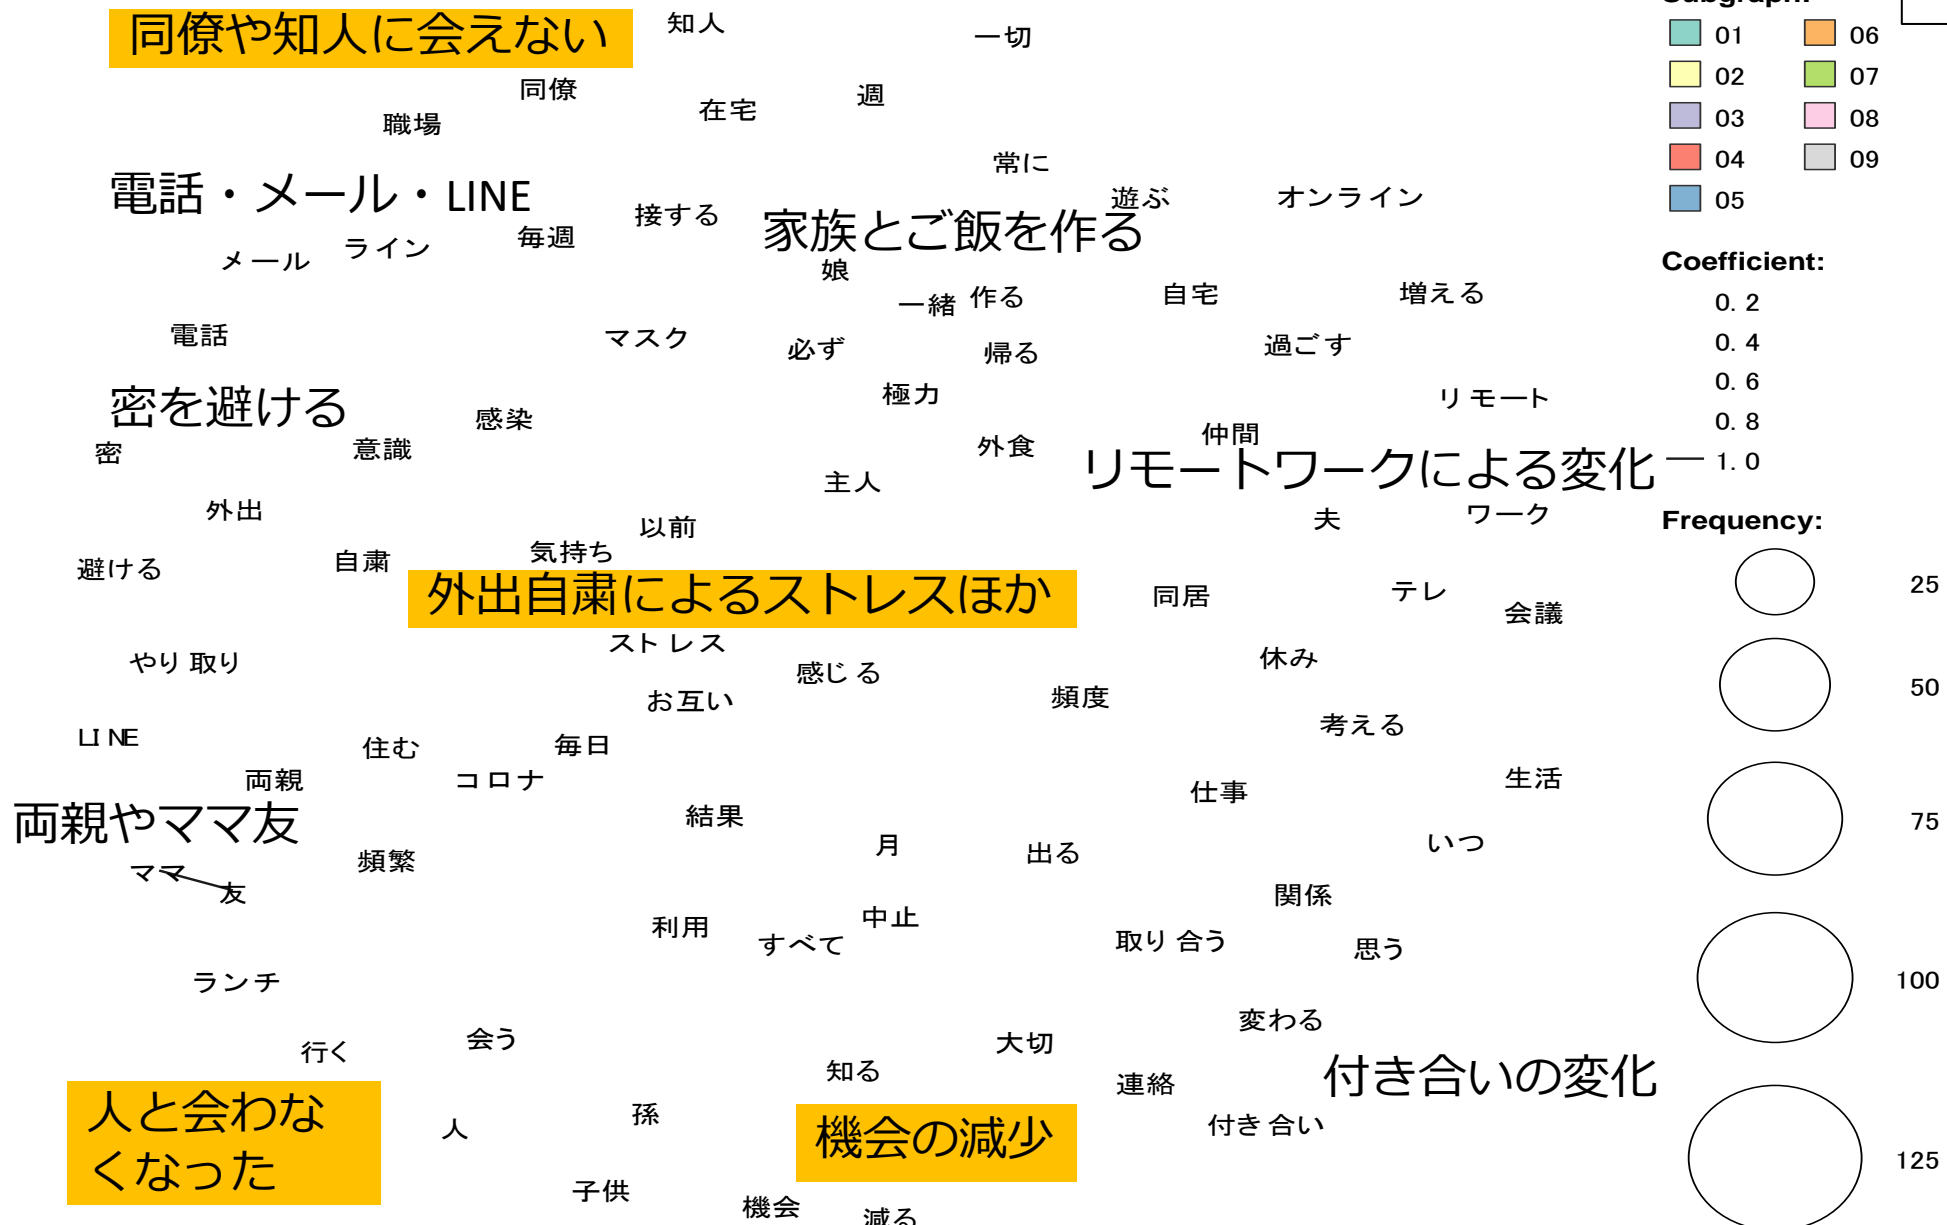 同僚や知人に会えない
知人
一切
同僚
在宅
週
職場
常に
電話・メール・LINE
接する
遊ぶ
オンライン
家族とご飯を作る
毎週
ライン
メール
娘
一緒
作る
自宅
増える
電話
マスク
必ず
帰る
過ごす
密を避ける
極力
リモート
感染
仲間
密
意識
外食
リモートワークによる変化
主人
外出
以前
夫
ワーク
避ける
自粛
気持ち
外出自粛によるストレスほか
同居
テレ
会議
ストレス
やり取り
感じる
休み
お互い
頻度
考える
LINE
住む
毎日
両親
コロナ
仕事
生活
両親やママ友
結果
月
出る
いつ
ママ
友
頻繁
関係
利用
すべて
中止
取り合う
思う
ランチ
変わる
行く
会う
大切
知る
連絡
付き合いの変化
人と会わな
くなった
人
孫
機会の減少
付き合い
子供
機会
減る
Subgraph:
01 06
02 07
03 08
04 09
05
Coefficient:
0.2
0.4
0.6
0.8
1.0
Frequency:
25
50
75
100
125